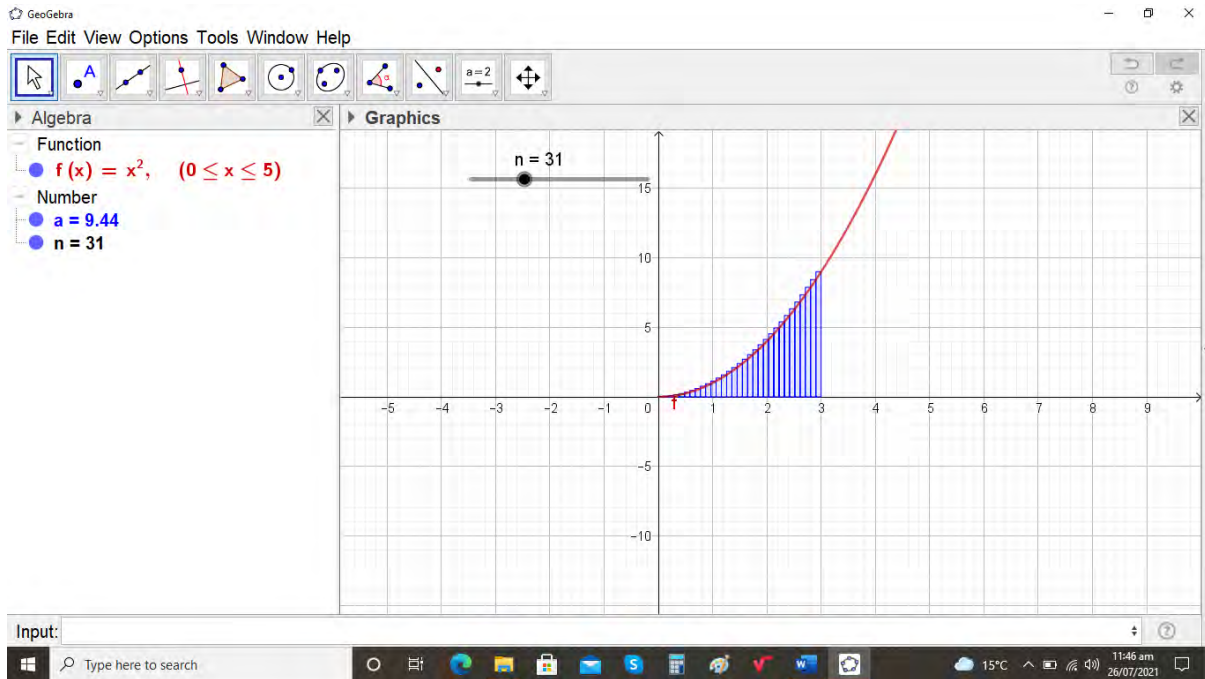 GeoGebra
File Edit View Options Tools Window Help
A
α
a=2
Algebra
Graphics
Function
f (x) = x², (0 ≤ x ≤ 5)
Number
a = 9.44
n = 31
n = 31
15
10
5
−5 −4 −3 −2 −1 0 1 2 3 4 5 6 7 8 9
f
−5
−10
Input:
Type here to search
15°C
11:46 am
26/07/2021